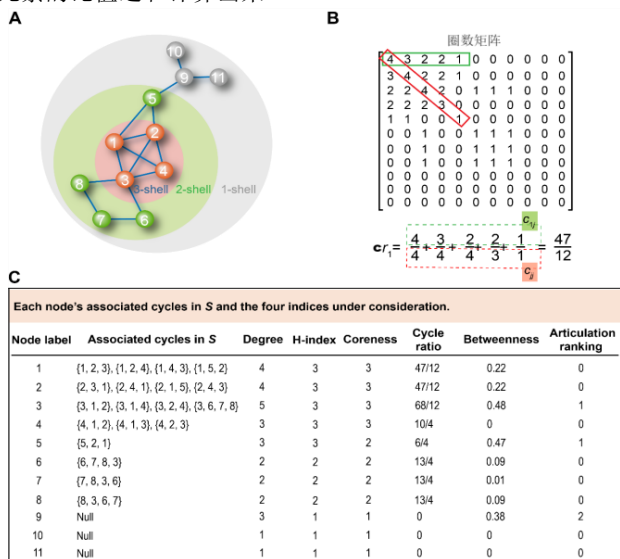 A
10
9
11
5
1
2
4
3
8
7
6
3-shell 2-shell 1-shell
B
圈数矩阵
4 3 2 2 1 0 0 0 0 0 0
3 4 2 2 1 0 0 0 0 0 0
2 2 4 2 0 1 1 1 0 0 0
2 2 2 3 0 0 0 0 0 0 0
1 1 0 0 1 0 0 0 0 0 0
0 0 1 0 0 1 1 1 0 0 0
0 0 1 0 0 1 1 1 0 0 0
0 0 1 0 0 1 1 1 0 0 0
0 0 0 0 0 0 0 0 0 0 0
0 0 0 0 0 0 0 0 0 0 0
0 0 0 0 0 0 0 0 0 0 0
c1j
cr1= 4/4 + 3/4 + 2/4 + 2/3 + 1/1 = 47/12
cjj
C
Each node's associated cycles in S and the four indices under consideration.
Node label Associated cycles in S Degree H-index Coreness Cycle ratio Betweenness Articulation ranking
1 {1, 2, 3}, {1, 2, 4}, {1, 4, 3}, {1, 5, 2} 4 3 3 47/12 0.22 0
2 {2, 3, 1}, {2, 4, 1}, {2, 1, 5}, {2, 4, 3} 4 3 3 47/12 0.22 0
3 {3, 1, 2}, {3, 1, 4}, {3, 2, 4}, {3, 6, 7, 8} 5 3 3 68/12 0.48 1
4 {4, 1, 2}, {4, 1, 3}, {4, 2, 3} 3 3 3 10/4 0 0
5 {5, 2, 1} 3 3 2 6/4 0.47 1
6 {6, 7, 8, 3} 2 2 2 13/4 0.09 0
7 {7, 8, 3, 6} 2 2 2 13/4 0.01 0
8 {8, 3, 6, 7} 2 2 2 13/4 0.09 0
9 Null 3 1 1 0 0.38 2
10 Null 1 1 1 0 0 0
11 Null 1 1 1 0 0 0